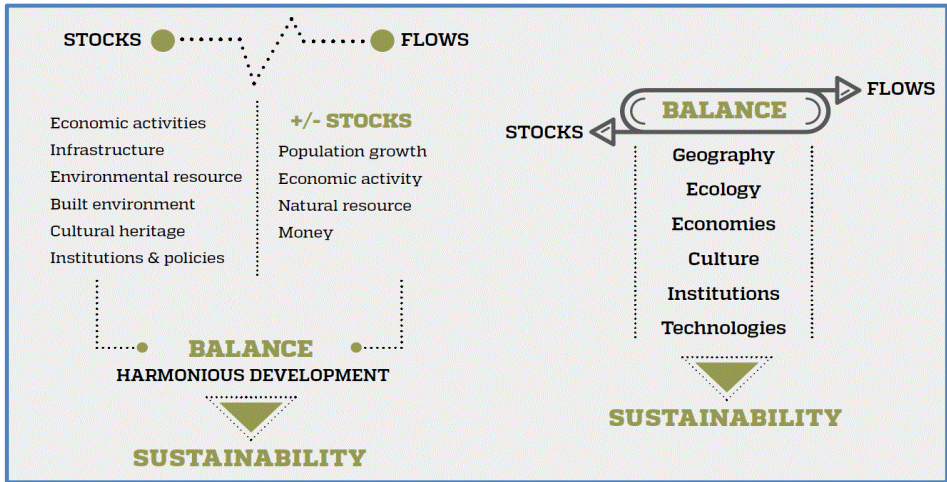 STOCKS
FLOWS
Economic activities
Infrastructure
Environmental resource
Built environment
Cultural heritage
Institutions & policies
+/- STOCKS
Population growth
Economic activity
Natural resource
Money
BALANCE
HARMONIOUS DEVELOPMENT
SUSTAINABILITY
FLOWS
BALANCE
STOCKS
Geography
Ecology
Economies
Culture
Institutions
Technologies
SUSTAINABILITY